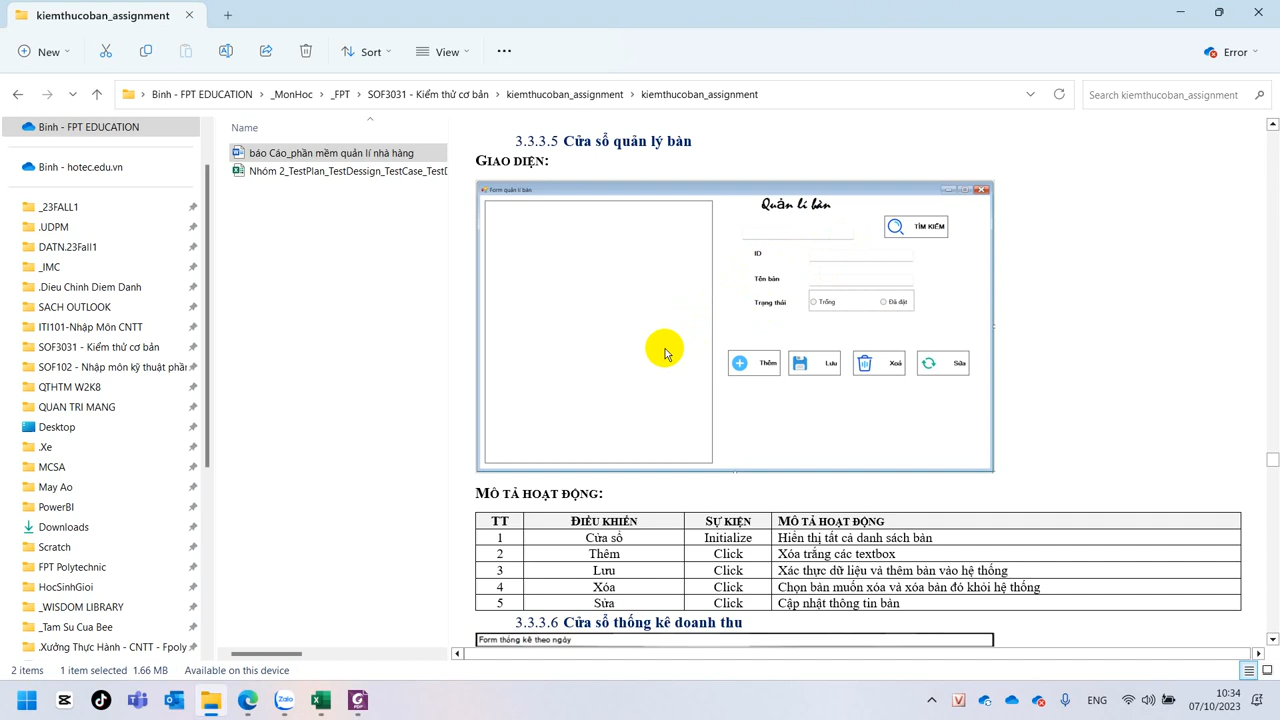 kiemthucoban_assignment
New
Sort
View
Error
Binh - FPT EDUCATION
_MonHoc
_FPT
SOF3031 - Kiểm thử cơ bản
kiemthucoban_assignment
kiemthucoban_assignment
Search kiemthucoban_assignment
Binh - FPT EDUCATION
Binh - hotec.edu.vn
_23FALL1
.UDPM
DATN.23Fall1
_IMC
.Dieu Chinh Diem Danh
SACH OUTLOOK
ITI101-Nhập Môn CNTT
SOF3031 - Kiểm thử cơ bản
SOF102 - Nhập môn kỹ thuật phần
QTHTM W2K8
QUAN TRI MANG
Desktop
.Xe
MCSA
May Ao
PowerBI
Downloads
Scratch
FPT Polytechnic
HocSinhGioi
_WISDOM LIBRARY
_Tam Su Cua Bee
.Xưởng Thực Hành - CNTT - Fpoly
Name
báo Cáo_phần mềm quản lí nhà hàng
Nhóm 2_TestPlan_TestDessign_TestCase_TestD
3.3.3.5 Cửa sổ quản lý bàn
GIAO DIỆN:
Form quản lí bàn
Quản lí bàn
TÌM KIẾM
ID
Tên bàn
Trạng thái
Trống
Đã đặt
Thêm
Lưu
Xoá
Sửa
MÔ TẢ HOẠT ĐỘNG:
TT ĐIỀU KHIỂN SỰ KIỆN MÔ TẢ HOẠT ĐỘNG
1 Cửa sổ Initialize Hiển thị tất cả danh sách bàn
2 Thêm Click Xóa trắng các textbox
3 Lưu Click Xác thực dữ liệu và thêm bàn vào hệ thống
4 Xóa Click Chọn bàn muốn xóa và xóa bàn đó khỏi hệ thống
5 Sửa Click Cập nhật thông tin bàn
3.3.3.6 Cửa sổ thống kê doanh thu
Form thống kê theo ngày
2 items
1 item selected 1.66 MB
Available on this device
Zalo
ENG
10:34
07/10/2023